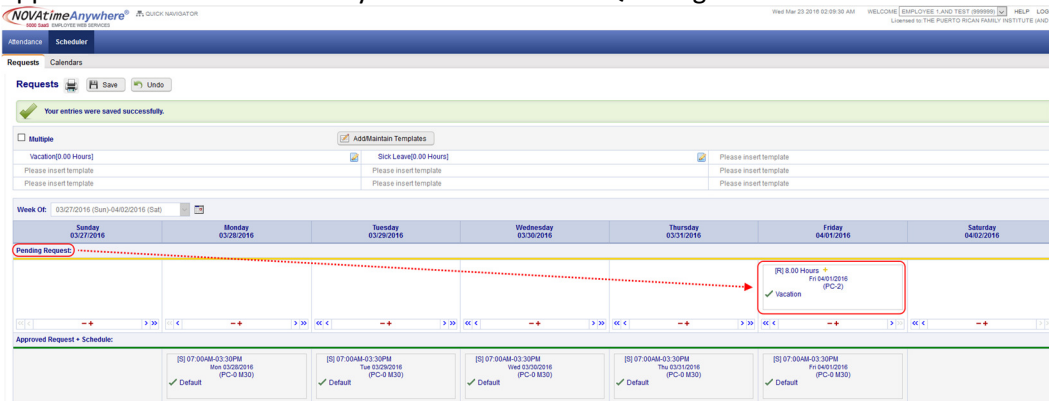 NOVAtimeAnywhere® QUICK NAVIGATOR
5000 SaaS EMPLOYEE WEB SERVICES
Wed Mar 23 2016 02:09:30 AM WELCOME EMPLOYEE 1,AND TEST (999999) HELP LOG
Licensed to:THE PUERTO RICAN FAMILY INSTITUTE (AND
Attendance Scheduler
Requests Calendars
Requests Save Undo
Your entries were saved successfully.
Multiple Add/Maintain Templates
Vacation[0.00 Hours] Sick Leave[0.00 Hours] Please insert template
Please insert template Please insert template Please insert template
Please insert template Please insert template Please insert template
Week Of: 03/27/2016 (Sun)-04/02/2016 (Sat)
Sunday Monday Tuesday Wednesday Thursday Friday Saturday
03/27/2016 03/28/2016 03/29/2016 03/30/2016 03/31/2016 04/01/2016 04/02/2016
Pending Request:
[R] 8.00 Hours +
Fri 04/01/2016
(PC-2)
Vacation
Approved Request + Schedule:
[S] 07:00AM-03:30PM [S] 07:00AM-03:30PM [S] 07:00AM-03:30PM [S] 07:00AM-03:30PM [S] 07:00AM-03:30PM
Mon 03/28/2016 Tue 03/29/2016 Wed 03/30/2016 Thu 03/31/2016 Fri 04/01/2016
(PC-0 M30) (PC-0 M30) (PC-0 M30) (PC-0 M30) (PC-0 M30)
Default Default Default Default Default